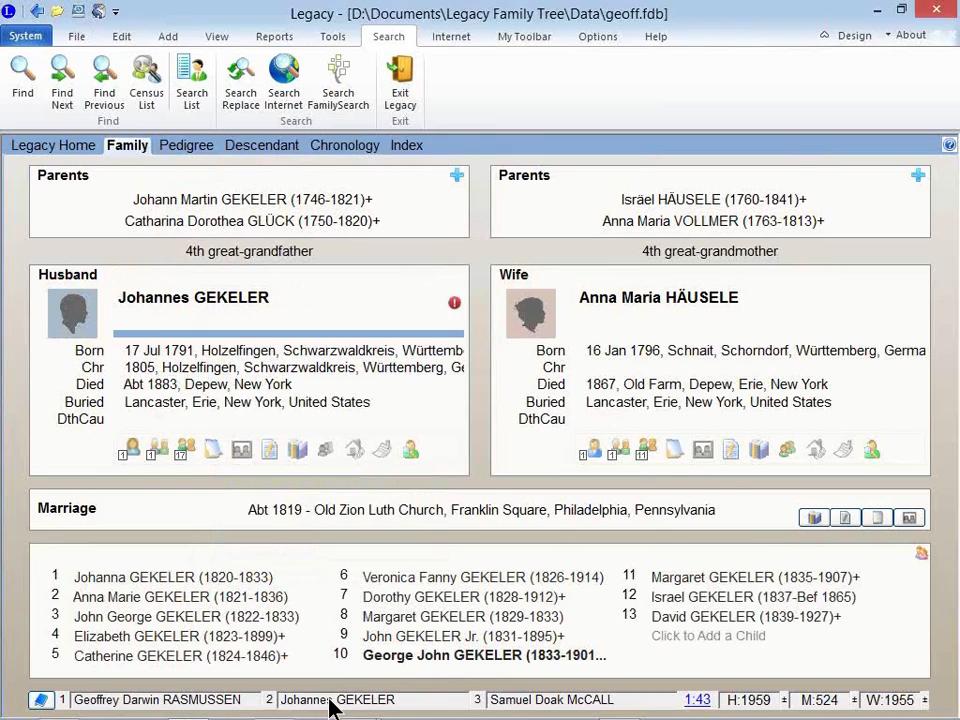 Legacy - [D:\Documents\Legacy Family Tree\Data\geoff.fdb]
System File Edit Add View Reports Tools Search Internet My Toolbar Options Help Design About
Find Find Next Find Previous Census List Search List Search Replace Search Internet Search FamilySearch Exit Legacy
Find Search Exit
Legacy Home Family Pedigree Descendant Chronology Index
Parents
Johann Martin GEKELER (1746-1821)+
Catharina Dorothea GLÜCK (1750-1820)+
Parents
Isräel HÄUSELE (1760-1841)+
Anna Maria VOLLMER (1763-1813)+
4th great-grandfather
4th great-grandmother
Husband
Johannes GEKELER
Born 17 Jul 1791, Holzelfingen, Schwarzwaldkreis, Württemb
Chr 1805, Holzelfingen, Schwarzwaldkreis, Württemberg, Ge
Died Abt 1883, Depew, New York
Buried Lancaster, Erie, New York, United States
DthCau
1 1 17
Wife
Anna Maria HÄUSELE
Born 16 Jan 1796, Schnait, Schorndorf, Württemberg, Germa
Chr
Died 1867, Old Farm, Depew, Erie, New York
Buried Lancaster, Erie, New York, United States
DthCau
1 1 11
Marriage Abt 1819 - Old Zion Luth Church, Franklin Square, Philadelphia, Pennsylvania
1 Johanna GEKELER (1820-1833)
2 Anna Marie GEKELER (1821-1836)
3 John George GEKELER (1822-1833)
4 Elizabeth GEKELER (1823-1899)+
5 Catherine GEKELER (1824-1846)+
6 Veronica Fanny GEKELER (1826-1914)
7 Dorothy GEKELER (1828-1912)+
8 Margaret GEKELER (1829-1833)
9 John GEKELER Jr. (1831-1895)+
10 George John GEKELER (1833-1901...
11 Margaret GEKELER (1835-1907)+
12 Israel GEKELER (1837-Bef 1865)
13 David GEKELER (1839-1927)+
Click to Add a Child
1 Geoffrey Darwin RASMUSSEN 2 Johannes GEKELER 3 Samuel Doak McCALL 1:43 H:1959 ± M:524 ± W:1955 ±